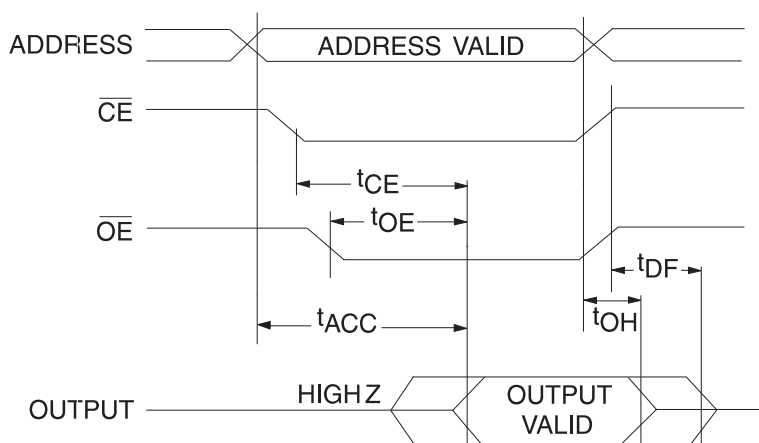 ADDRESS
ADDRESS VALID
CE
tCE
tOE
OE
tDF
tACC
tOH
HIGH Z
OUTPUT
OUTPUT
VALID